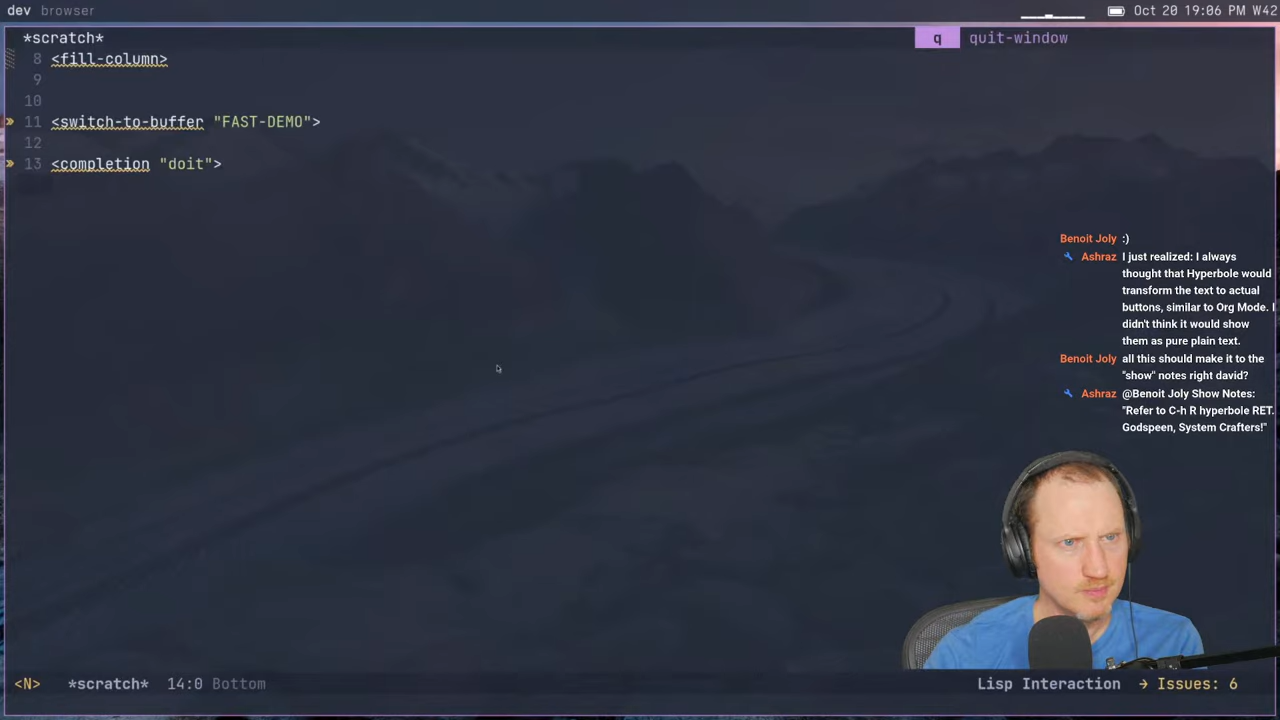 dev browser
Oct 20 19:06 PM W42
*scratch*
q quit-window
8 <fill-column>
9
10
11 <switch-to-buffer "FAST-DEMO">
12
13 <completion "doit">
Benoit Joly :)
Ashraz I just realized: I always
thought that Hyperbole would
transform the text to actual
buttons, similar to Org Mode. I
didn't think it would show
them as pure plain text.
Benoit Joly all this should make it to the
"show" notes right david?
Ashraz @Benoit Joly Show Notes:
"Refer to C-h R hyperbole RET.
Godspeen, System Crafters!"
<N> *scratch* 14:0 Bottom
Lisp Interaction → Issues: 6